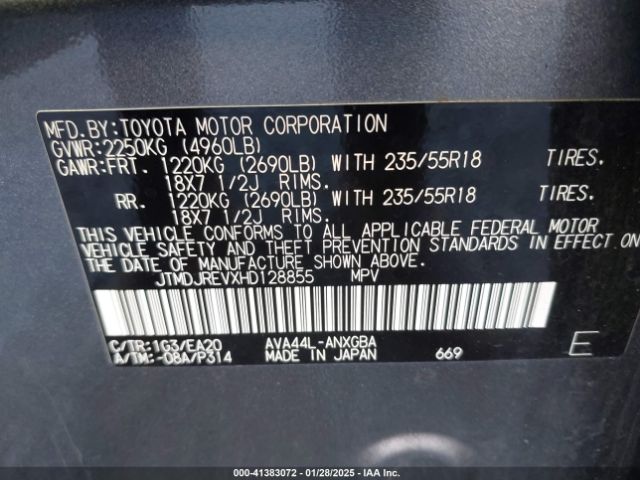 MFD.BY:TOYOTA MOTOR CORPORATION
GVWR:2250KG (4960LB)
GAWR:FRT. 1220KG (2690LB) WITH 235/55R18 TIRES.
18X7 1/2J RIMS.
RR. 1220KG (2690LB) WITH 235/55R18 TIRES.
18X7 1/2J RIMS.
THIS VEHICLE CONFORMS TO ALL APPLICABLE FEDERAL MOTOR
VEHICLE SAFETY AND THEFT PREVENTION STANDARDS IN EFFECT ON
THE DATE OF MANUFACTURE SHOWN ABOVE.
JTMDJREVXHD128855 MPV
C/TR:1G3/EA20 AVA44L-ANXGBA
A/TM:-08A/P314 MADE IN JAPAN 669 E
000-41383072 / 01/28/2025 - IAA, Inc.